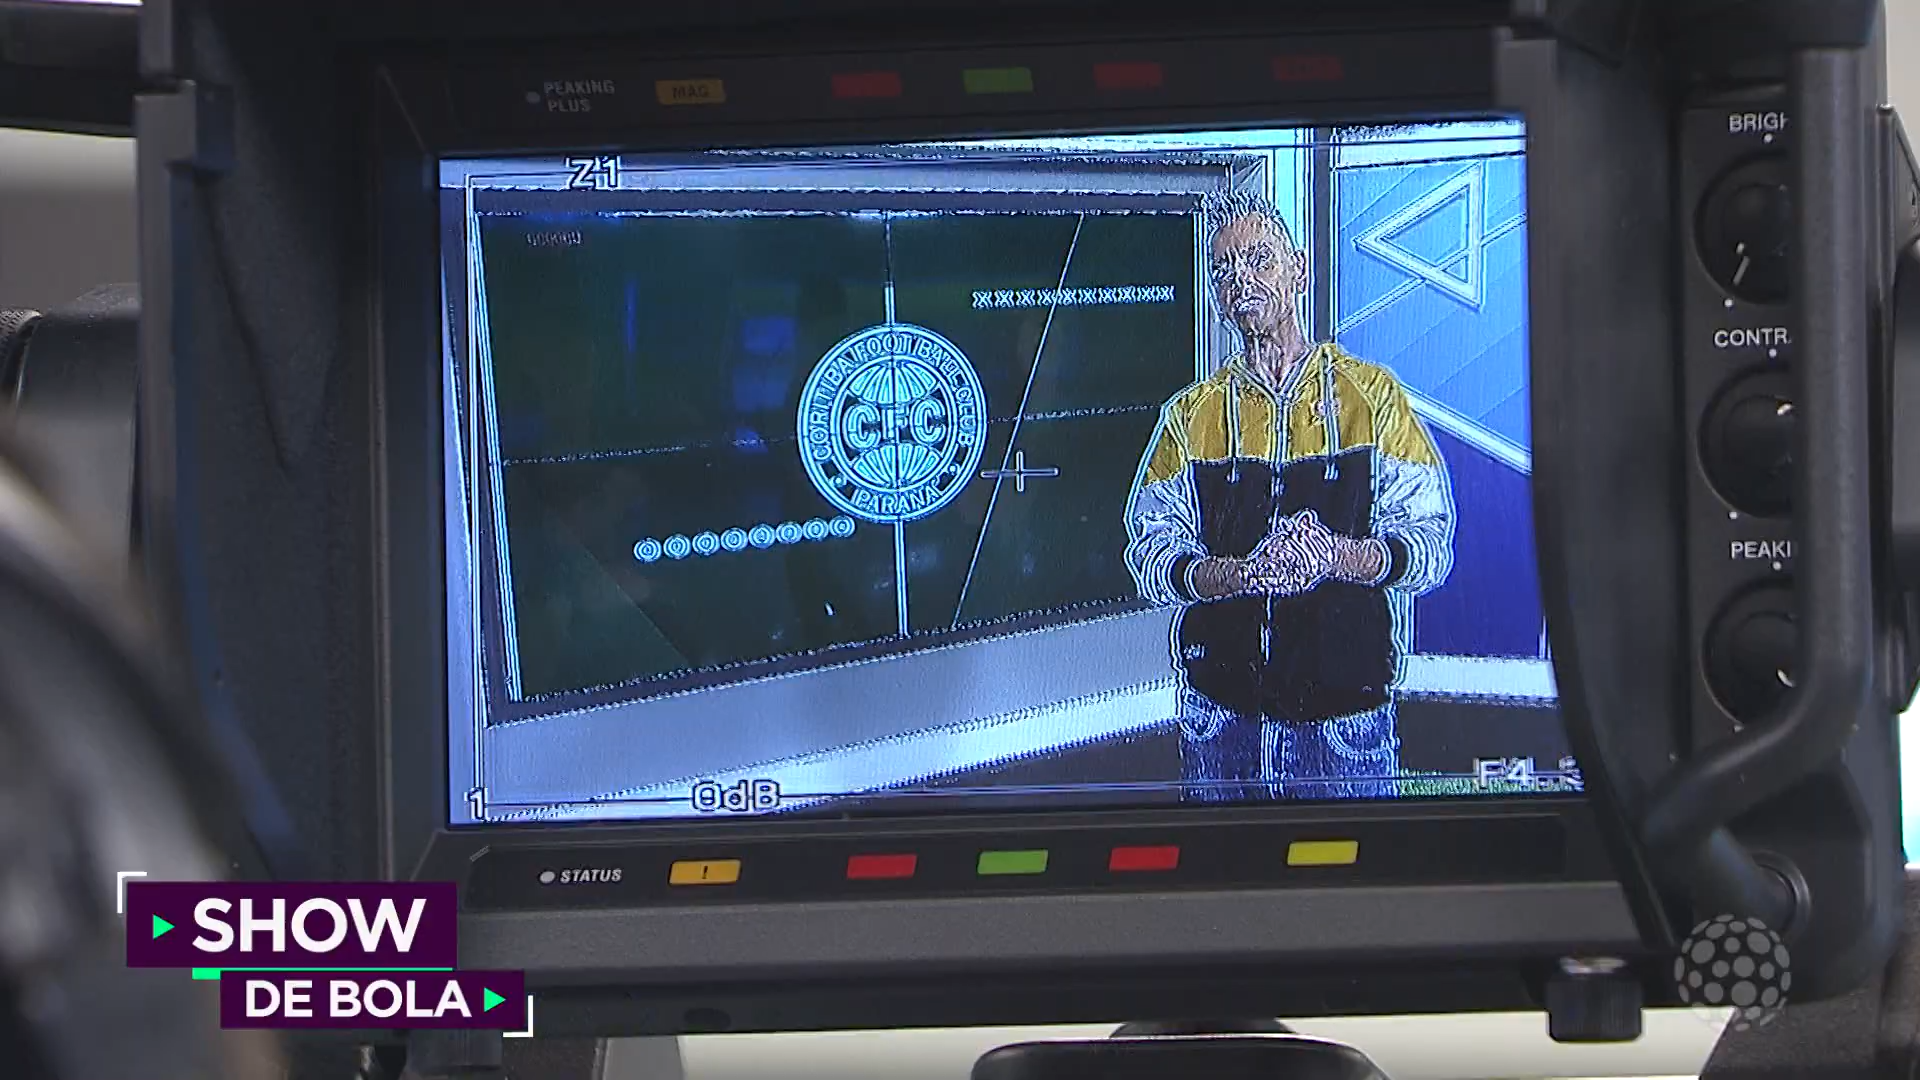 PEAKING
PLUS
MAG
BRIGH
Z1
CONTR
CORITIBA FOOT BALL CLUB
CFC
PARANÁ
PEAKI
0dB
F4
1
STATUS
!
SHOW
DE BOLA